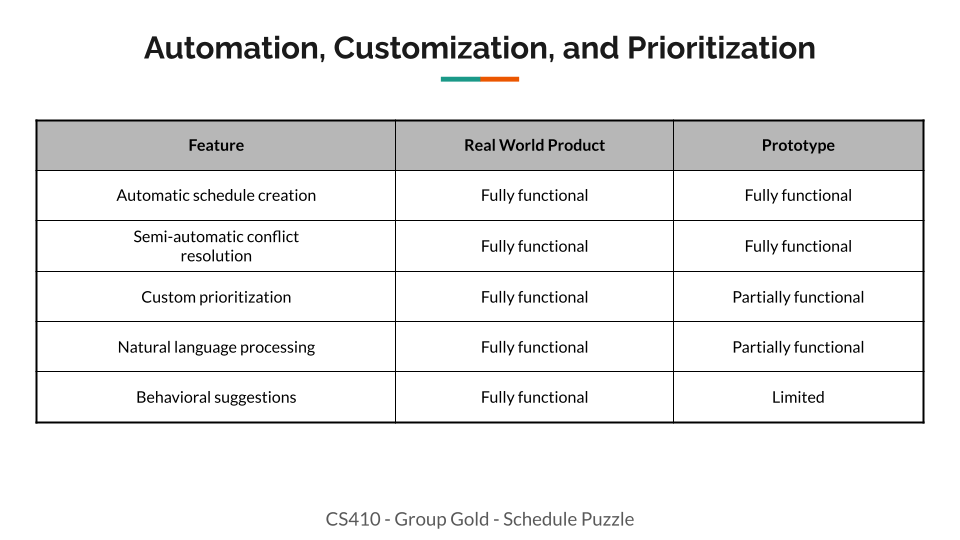 Automation, Customization, and Prioritization
Feature Real World Product Prototype
Automatic schedule creation Fully functional Fully functional
Semi-automatic conflict
resolution Fully functional Fully functional
Custom prioritization Fully functional Partially functional
Natural language processing Fully functional Partially functional
Behavioral suggestions Fully functional Limited
CS410 - Group Gold - Schedule Puzzle